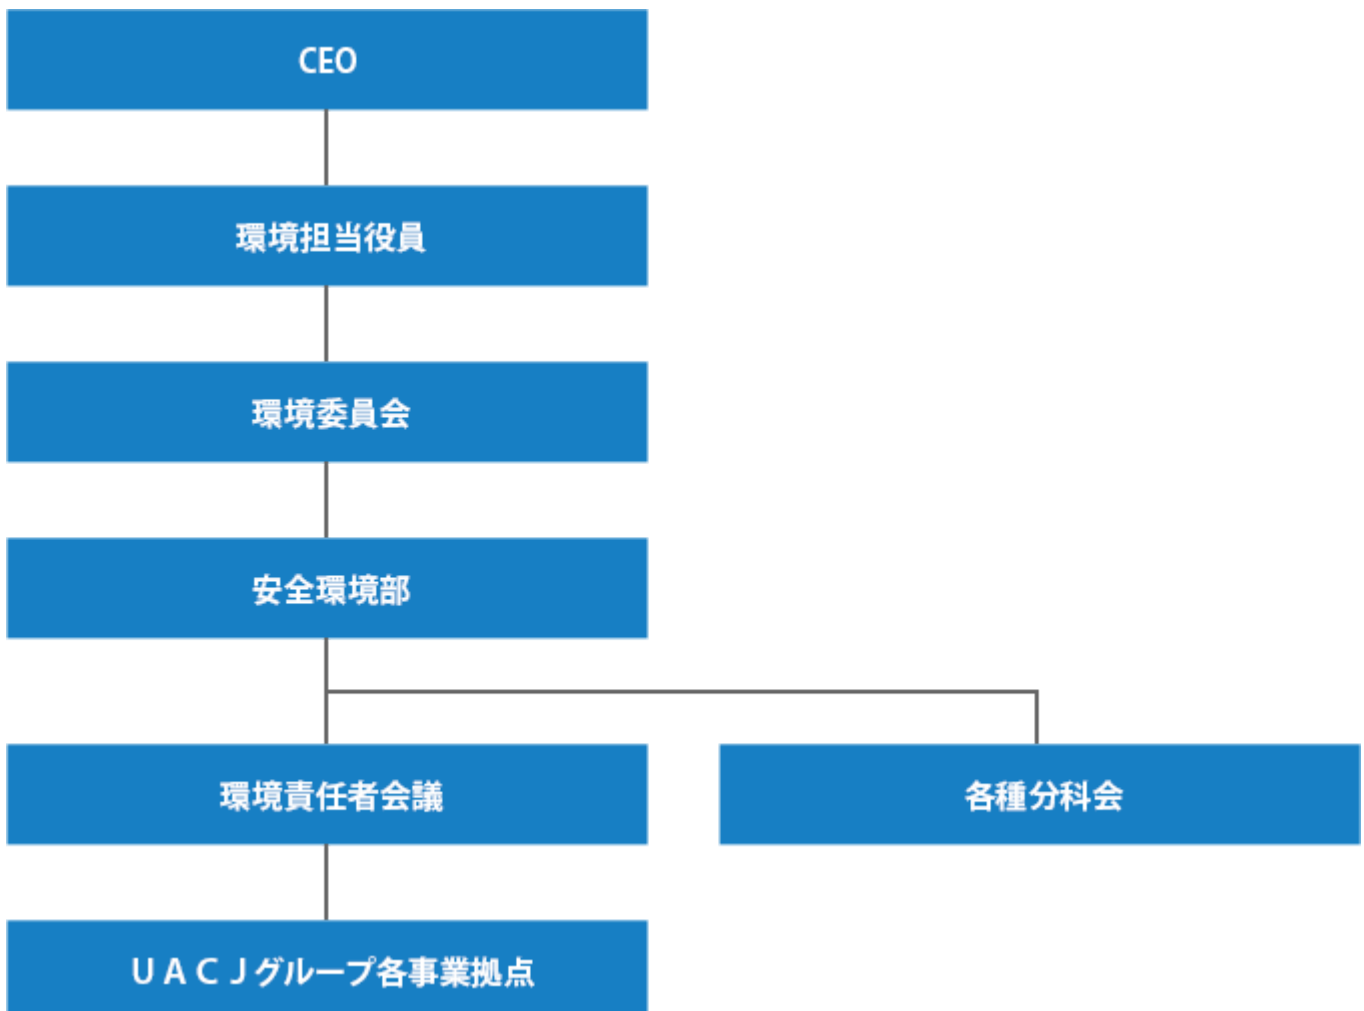 CEO
環境担当役員
環境委員会
安全環境部
環境責任者会議
各種分科会
ＵＡＣＪグループ各事業拠点